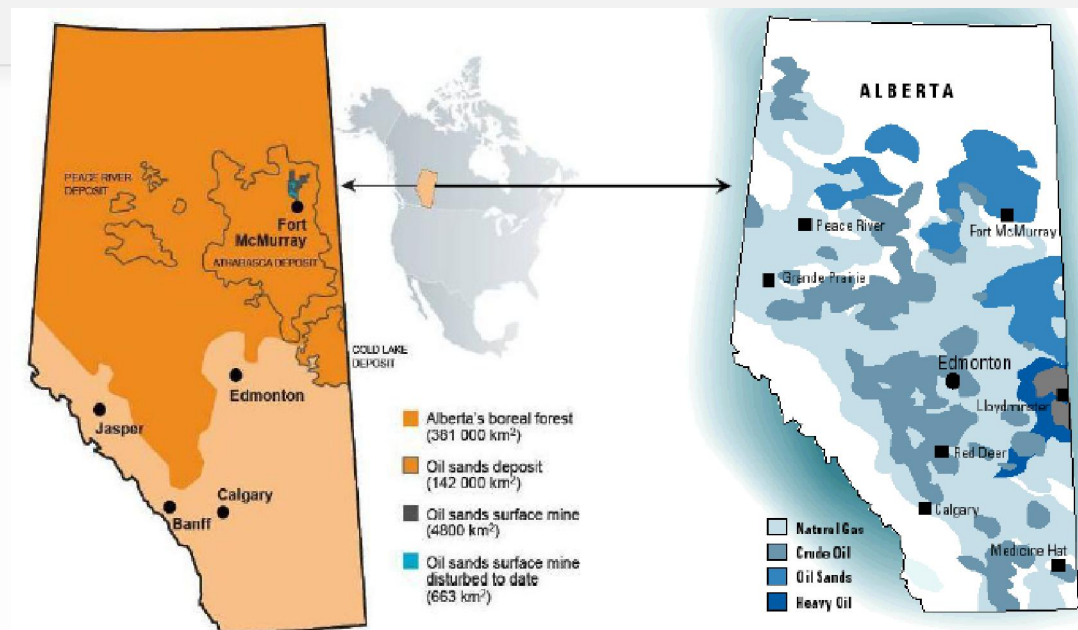 PEACE RIVER
DEPOSIT
Fort
McMurray
ATHABASCA DEPOSIT
COLD LAKE
DEPOSIT
Edmonton
Jasper
Calgary
Banff
Alberta's boreal forest
(381 000 km²)
Oil sands deposit
(142 000 km²)
Oil sands surface mine
(4800 km²)
Oil sands surface mine
disturbed to date
(663 km²)
ALBERTA
Peace River
Fort McMurray
Grande Prairie
Edmonton
Lloydminster
Red Deer
Calgary
Medicine Hat
Natural Gas
Crude Oil
Oil Sands
Heavy Oil